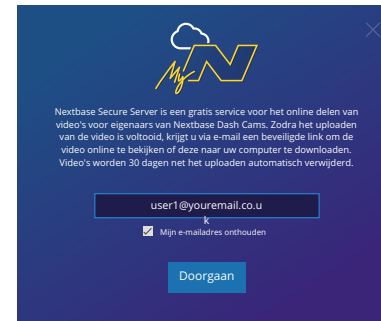 My N
Nextbase Secure Server is een gratis service voor het online delen van
video's voor eigenaars van Nextbase Dash Cams. Zodra het uploaden
van de video is voltooid, krijgt u via e-mail een beveiligde link om de
video online te bekijken of deze naar uw computer te downloaden.
Video's worden 30 dagen net het uploaden automatisch verwijderd.
user1@youremail.co.u
k
Mijn e-mailadres onthouden
Doorgaan